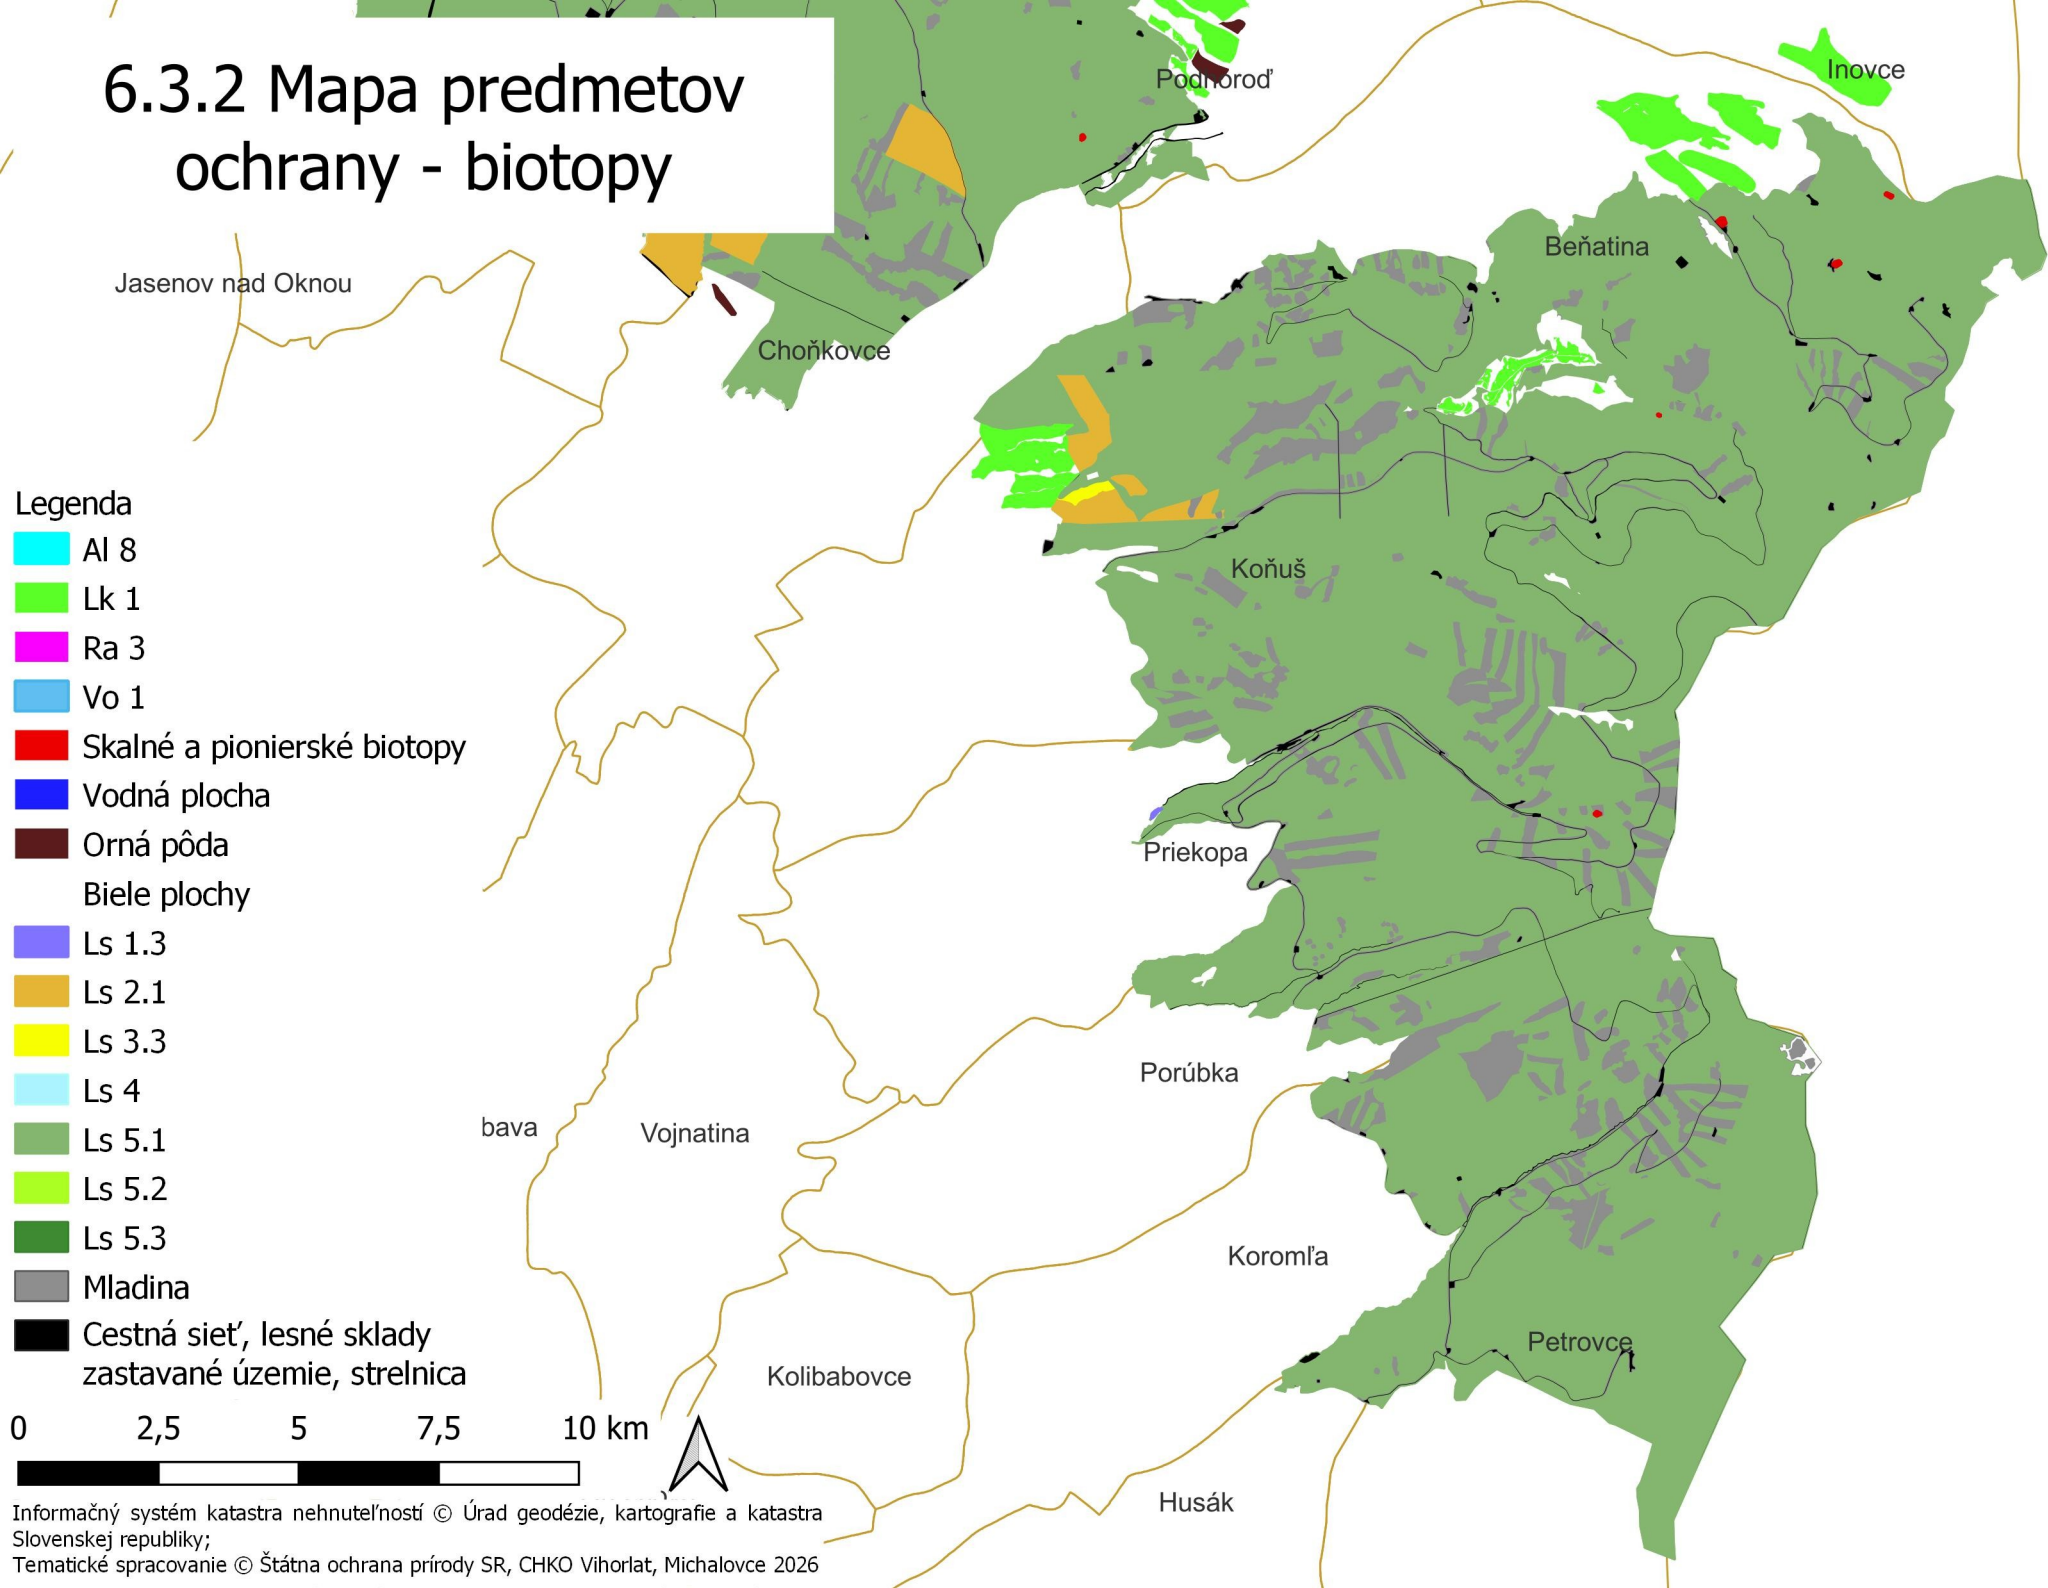 6.3.2 Mapa predmetov
ochrany - biotopy
Podhoroď
Inovce
Beňatina
Jasenov nad Oknou
Choňkovce
Koňuš
Priekopa
Porúbka
bava
Vojnatina
Koromľa
Petrovce
Kolibabovce
Husák
Legenda
Al 8
Lk 1
Ra 3
Vo 1
Skalné a pionierské biotopy
Vodná plocha
Orná pôda
Biele plochy
Ls 1.3
Ls 2.1
Ls 3.3
Ls 4
Ls 5.1
Ls 5.2
Ls 5.3
Mladina
Cestná sieť, lesné sklady
zastavané územie, strelnica
0 2,5 5 7,5 10 km
Informačný systém katastra nehnuteľností © Úrad geodézie, kartografie a katastra
Slovenskej republiky;
Tematické spracovanie © Štátna ochrana prírody SR, CHKO Vihorlat, Michalovce 2026